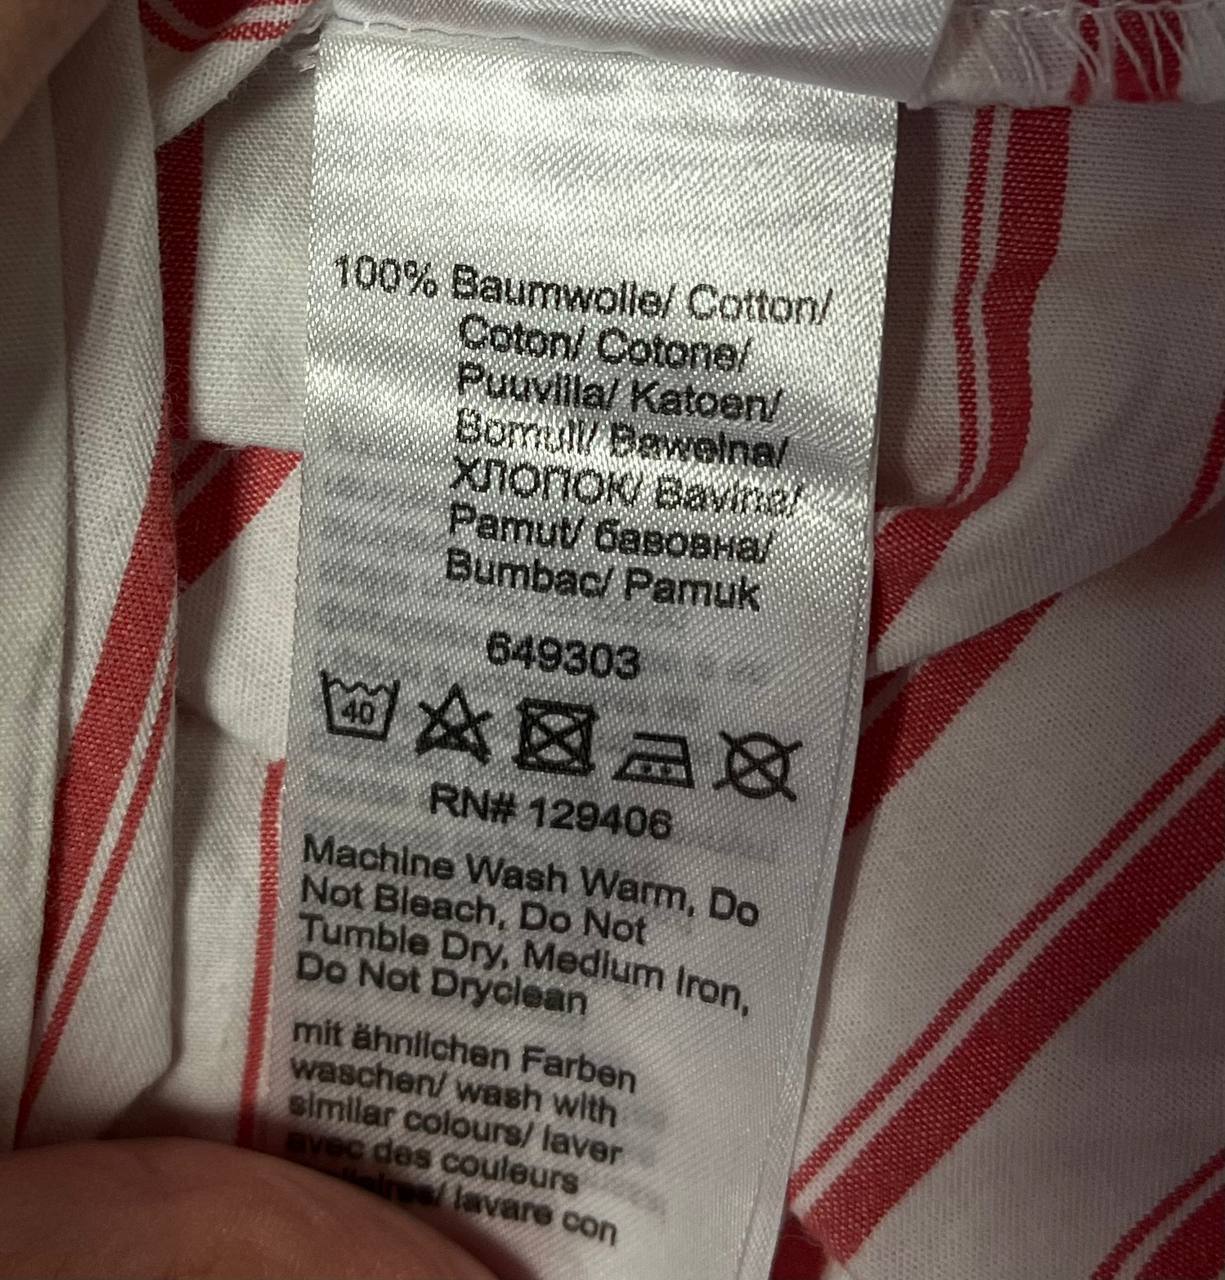 100% Baumwolle/ Cotton/
Coton/ Cotone/
Puuvilla/ Katoen/
Bomull/ Bawełna/
ХЛОПОК/ Bavlna/
Pamut/ бавовна/
Bumbac/ Pamuk
649303
40
RN# 129406
Machine Wash Warm, Do
Not Bleach, Do Not
Tumble Dry, Medium Iron,
Do Not Dryclean
mit ähnlichen Farben
waschen/ wash with
similar colours/ laver
avec des couleurs
lavare con